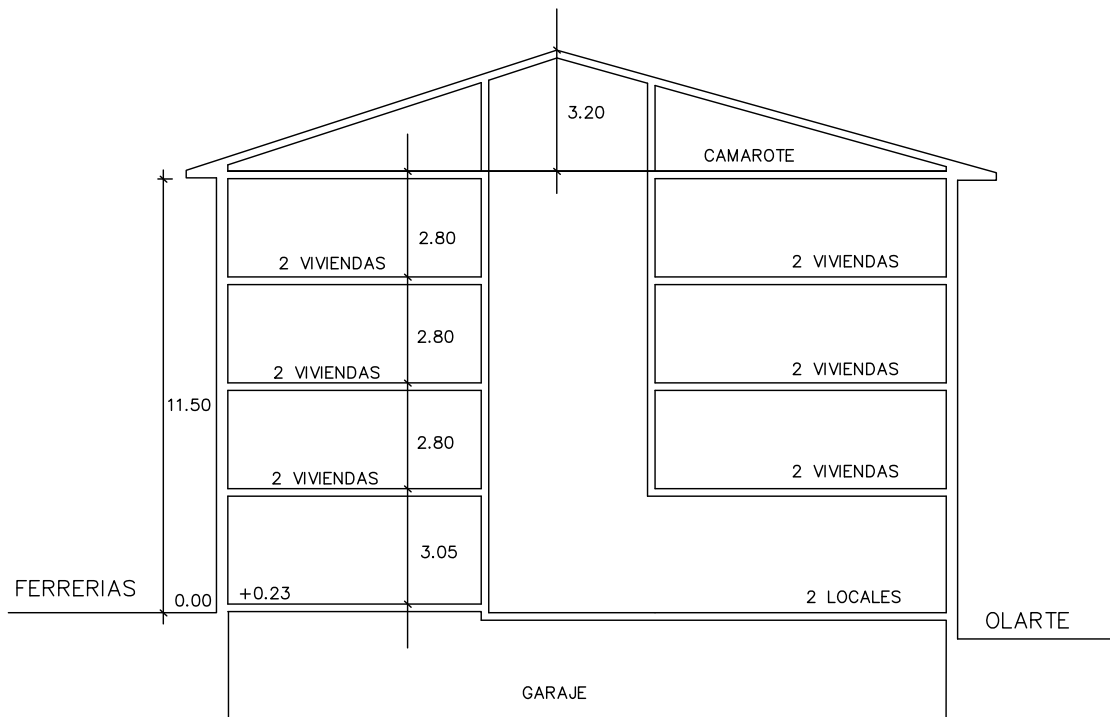 3.20
CAMAROTE
2.80
2 VIVIENDAS
2 VIVIENDAS
2.80
2 VIVIENDAS
2 VIVIENDAS
11.50
2.80
2 VIVIENDAS
2 VIVIENDAS
3.05
FERRERIAS
0.00
+0.23
2 LOCALES
OLARTE
GARAJE